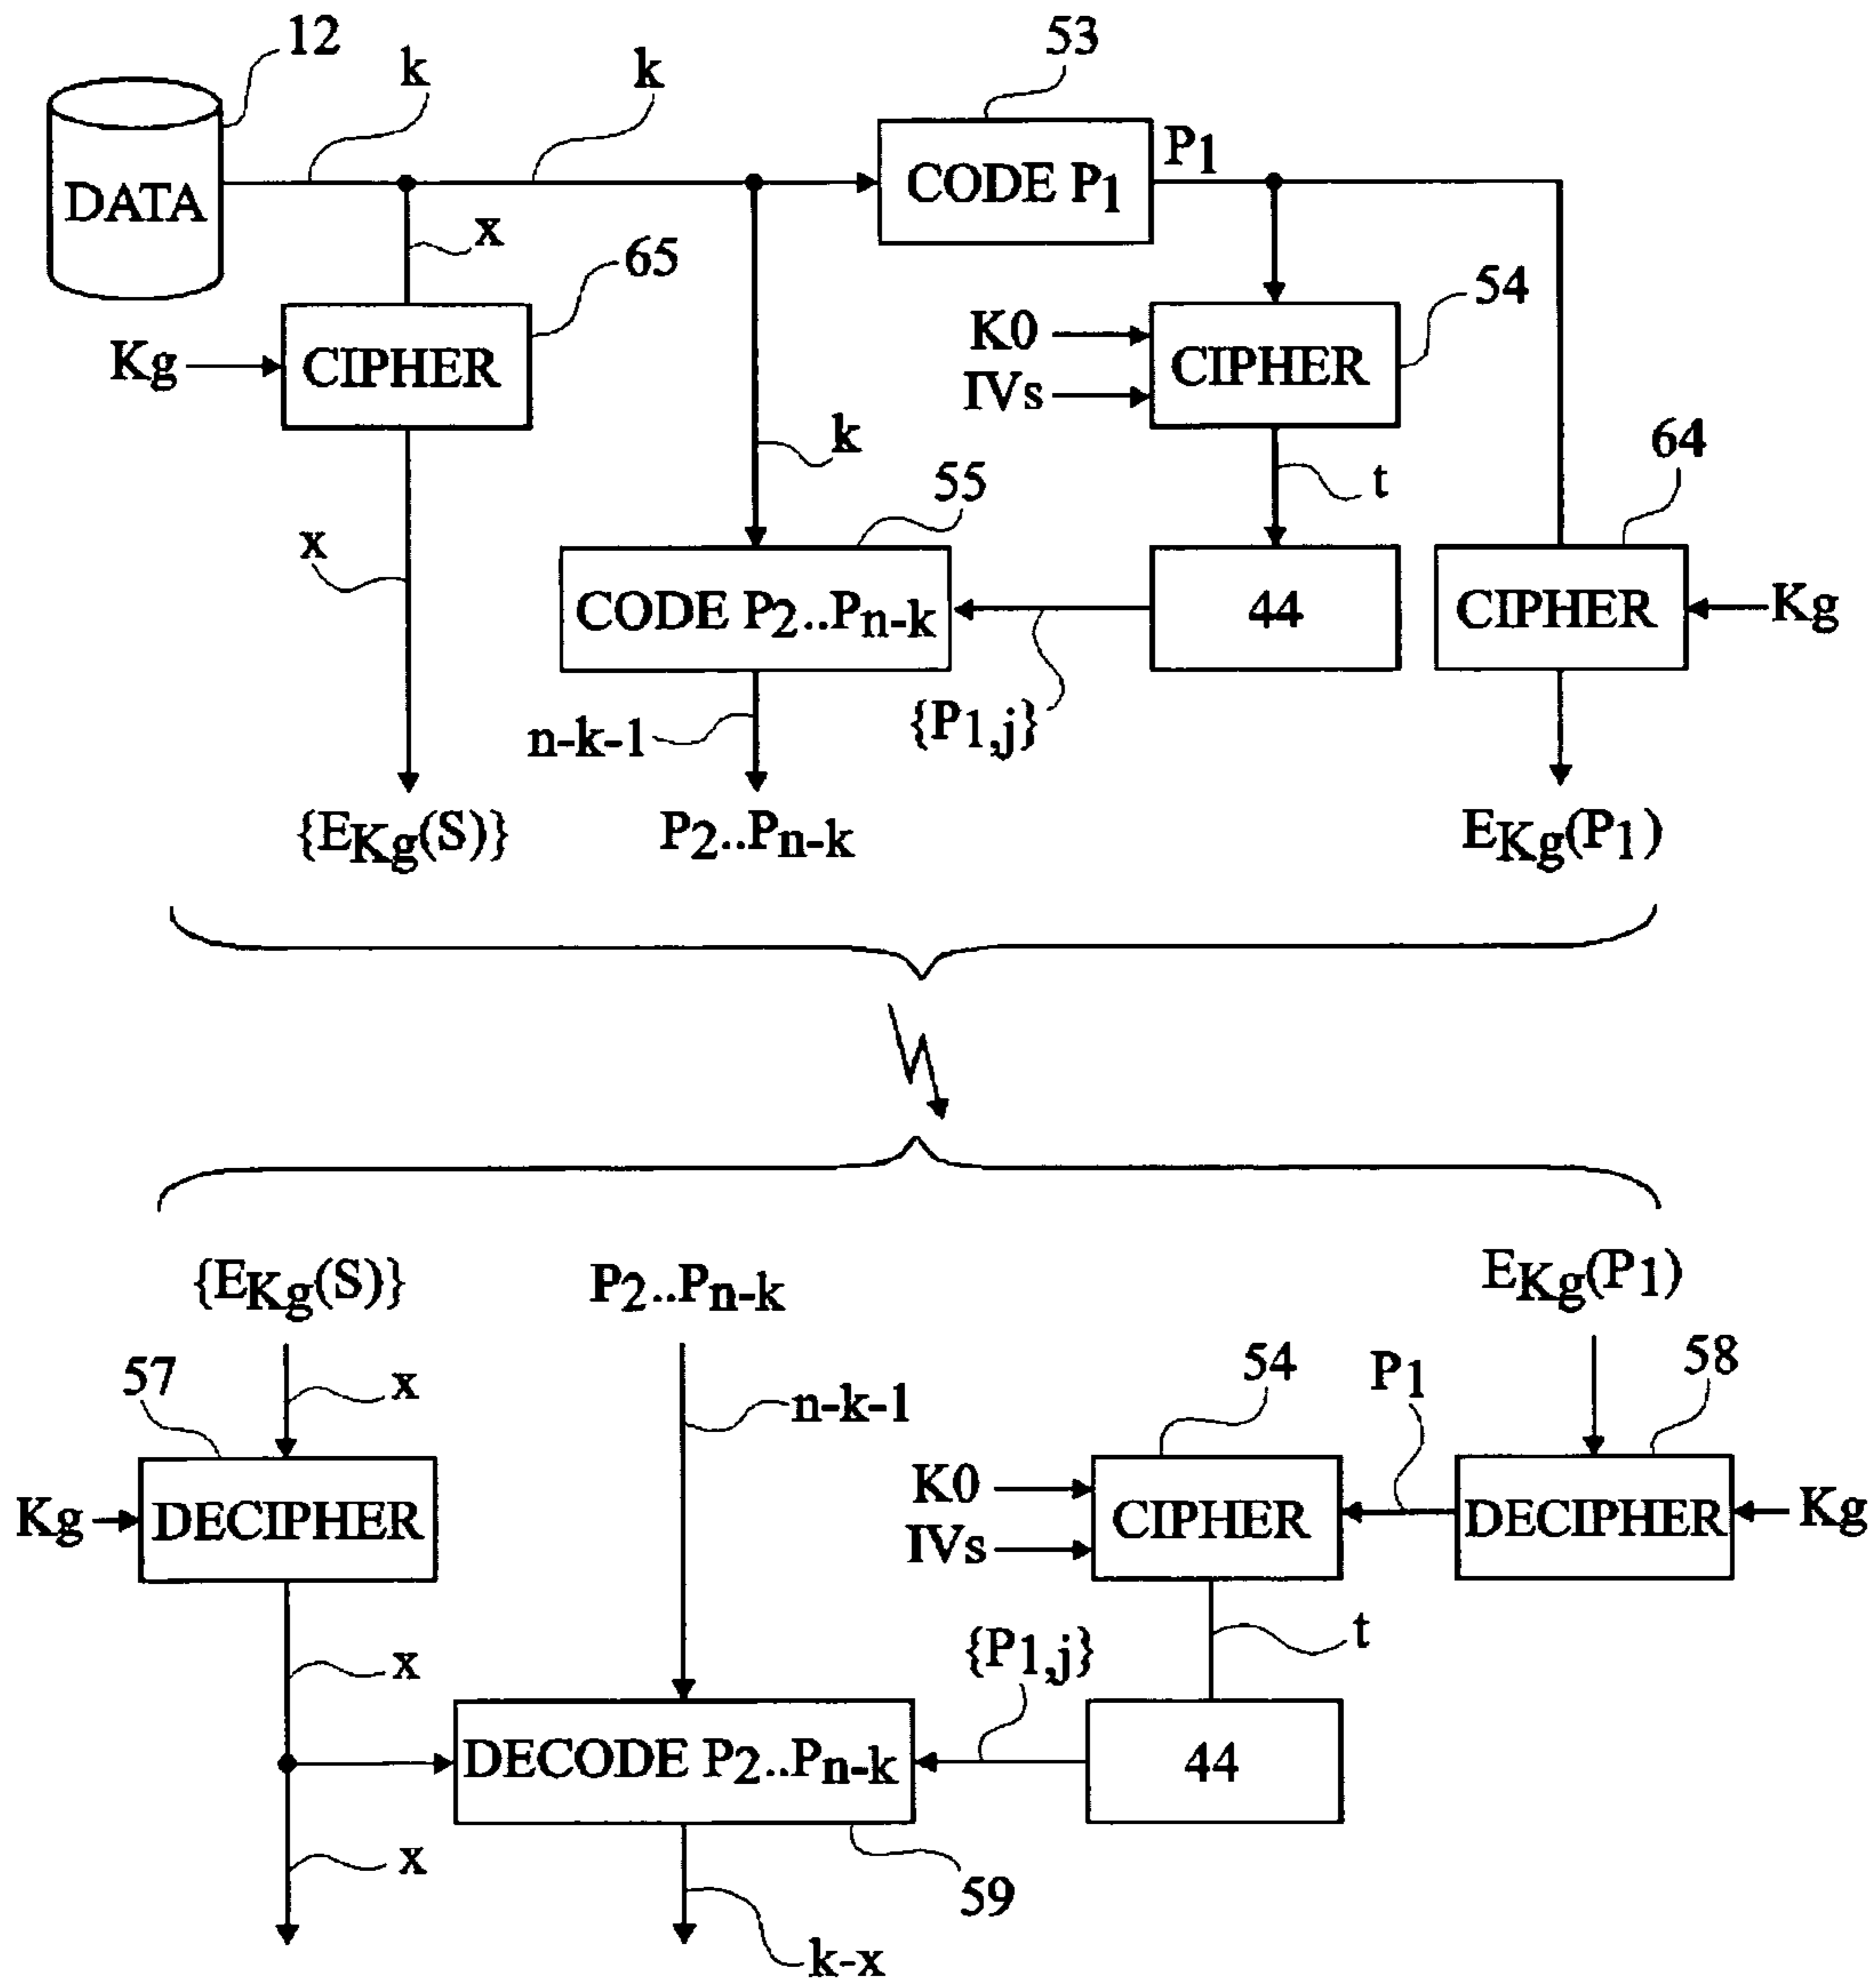 12
k
k
53
DATA
CODE P1
P1
x
65
54
Kg
CIPHER
K0
IVs
CIPHER
64
k
t
x
55
CODE P2..Pn-k
44
CIPHER
Kg
n-k-1
{P1,j}
{EKg(S)}
P2..Pn-k
EKg(P1)
{EKg(S)}
P2..Pn-k
EKg(P1)
57
x
n-k-1
54
P1
58
Kg
DECIPHER
K0
IVs
CIPHER
DECIPHER
Kg
x
{P1,j}
t
DECODE P2..Pn-k
44
x
59
k-x